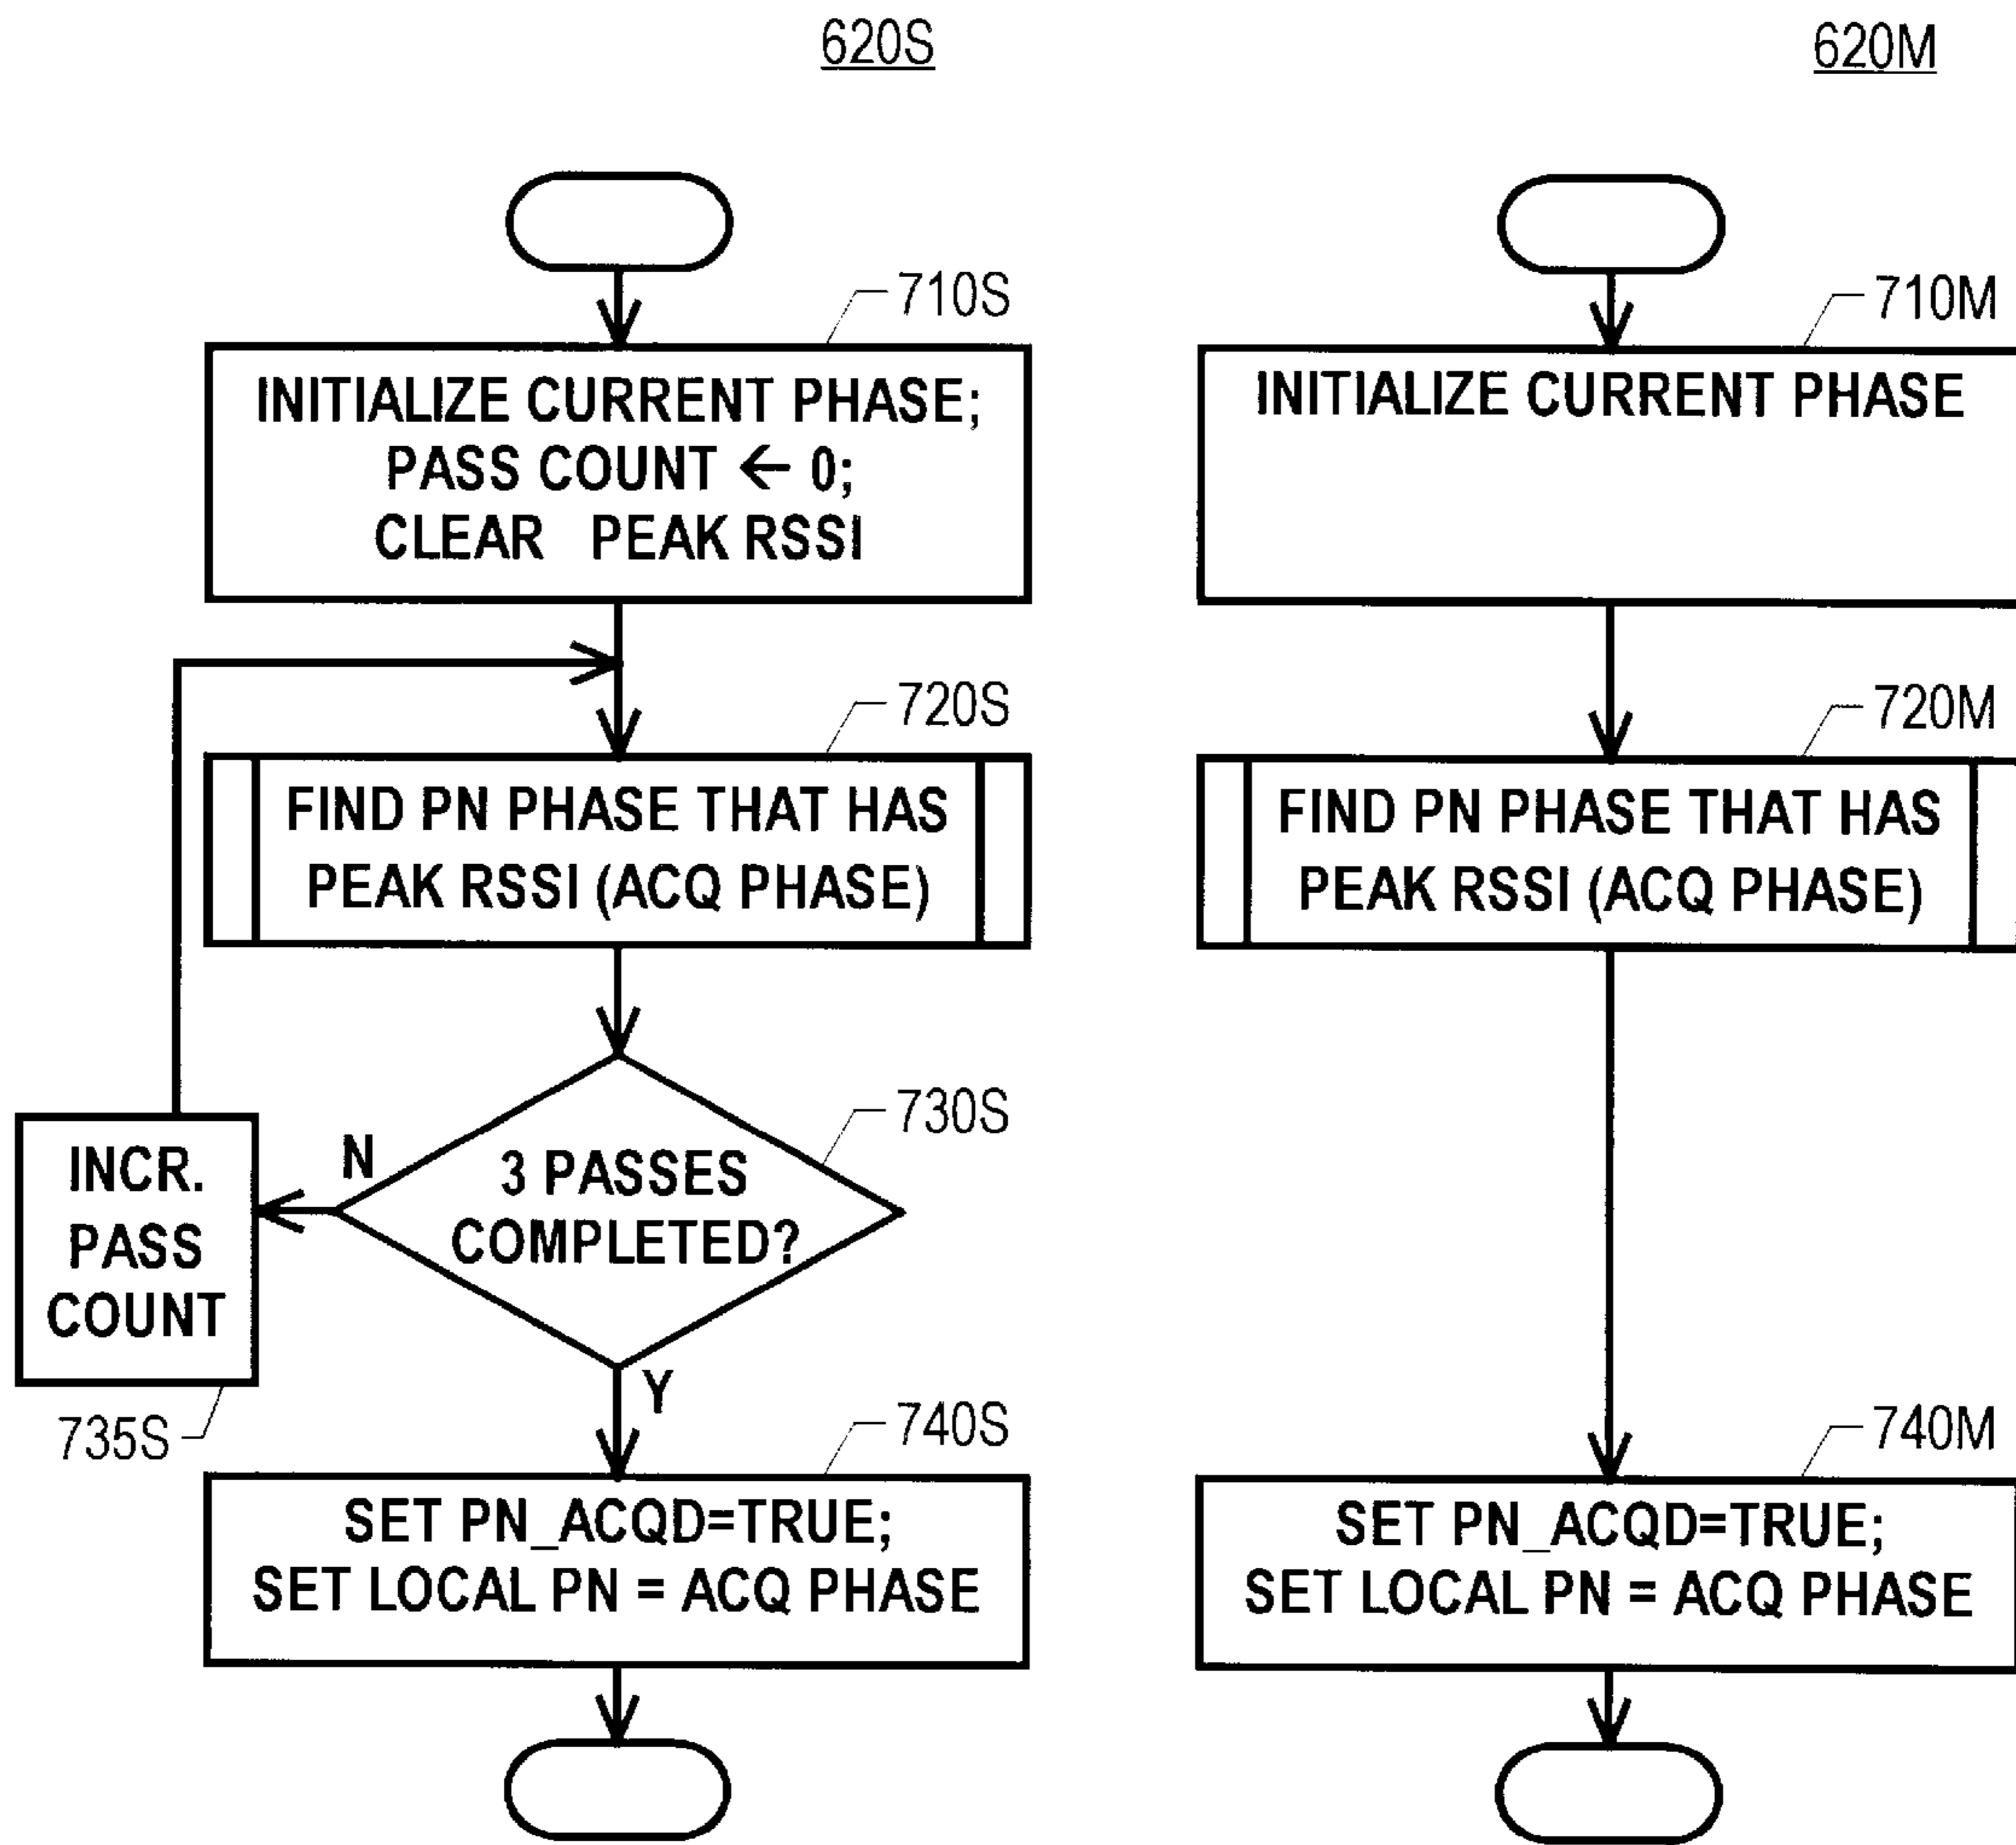 620S
710S
INITIALIZE CURRENT PHASE;
PASS COUNT ← 0;
CLEAR PEAK RSSI
720S
FIND PN PHASE THAT HAS
PEAK RSSI (ACQ PHASE)
730S
3 PASSES
COMPLETED?
N
INCR.
PASS
COUNT
735S
Y
740S
SET PN_ACQD=TRUE;
SET LOCAL PN = ACQ PHASE
620M
710M
INITIALIZE CURRENT PHASE
720M
FIND PN PHASE THAT HAS
PEAK RSSI (ACQ PHASE)
740M
SET PN_ACQD=TRUE;
SET LOCAL PN = ACQ PHASE